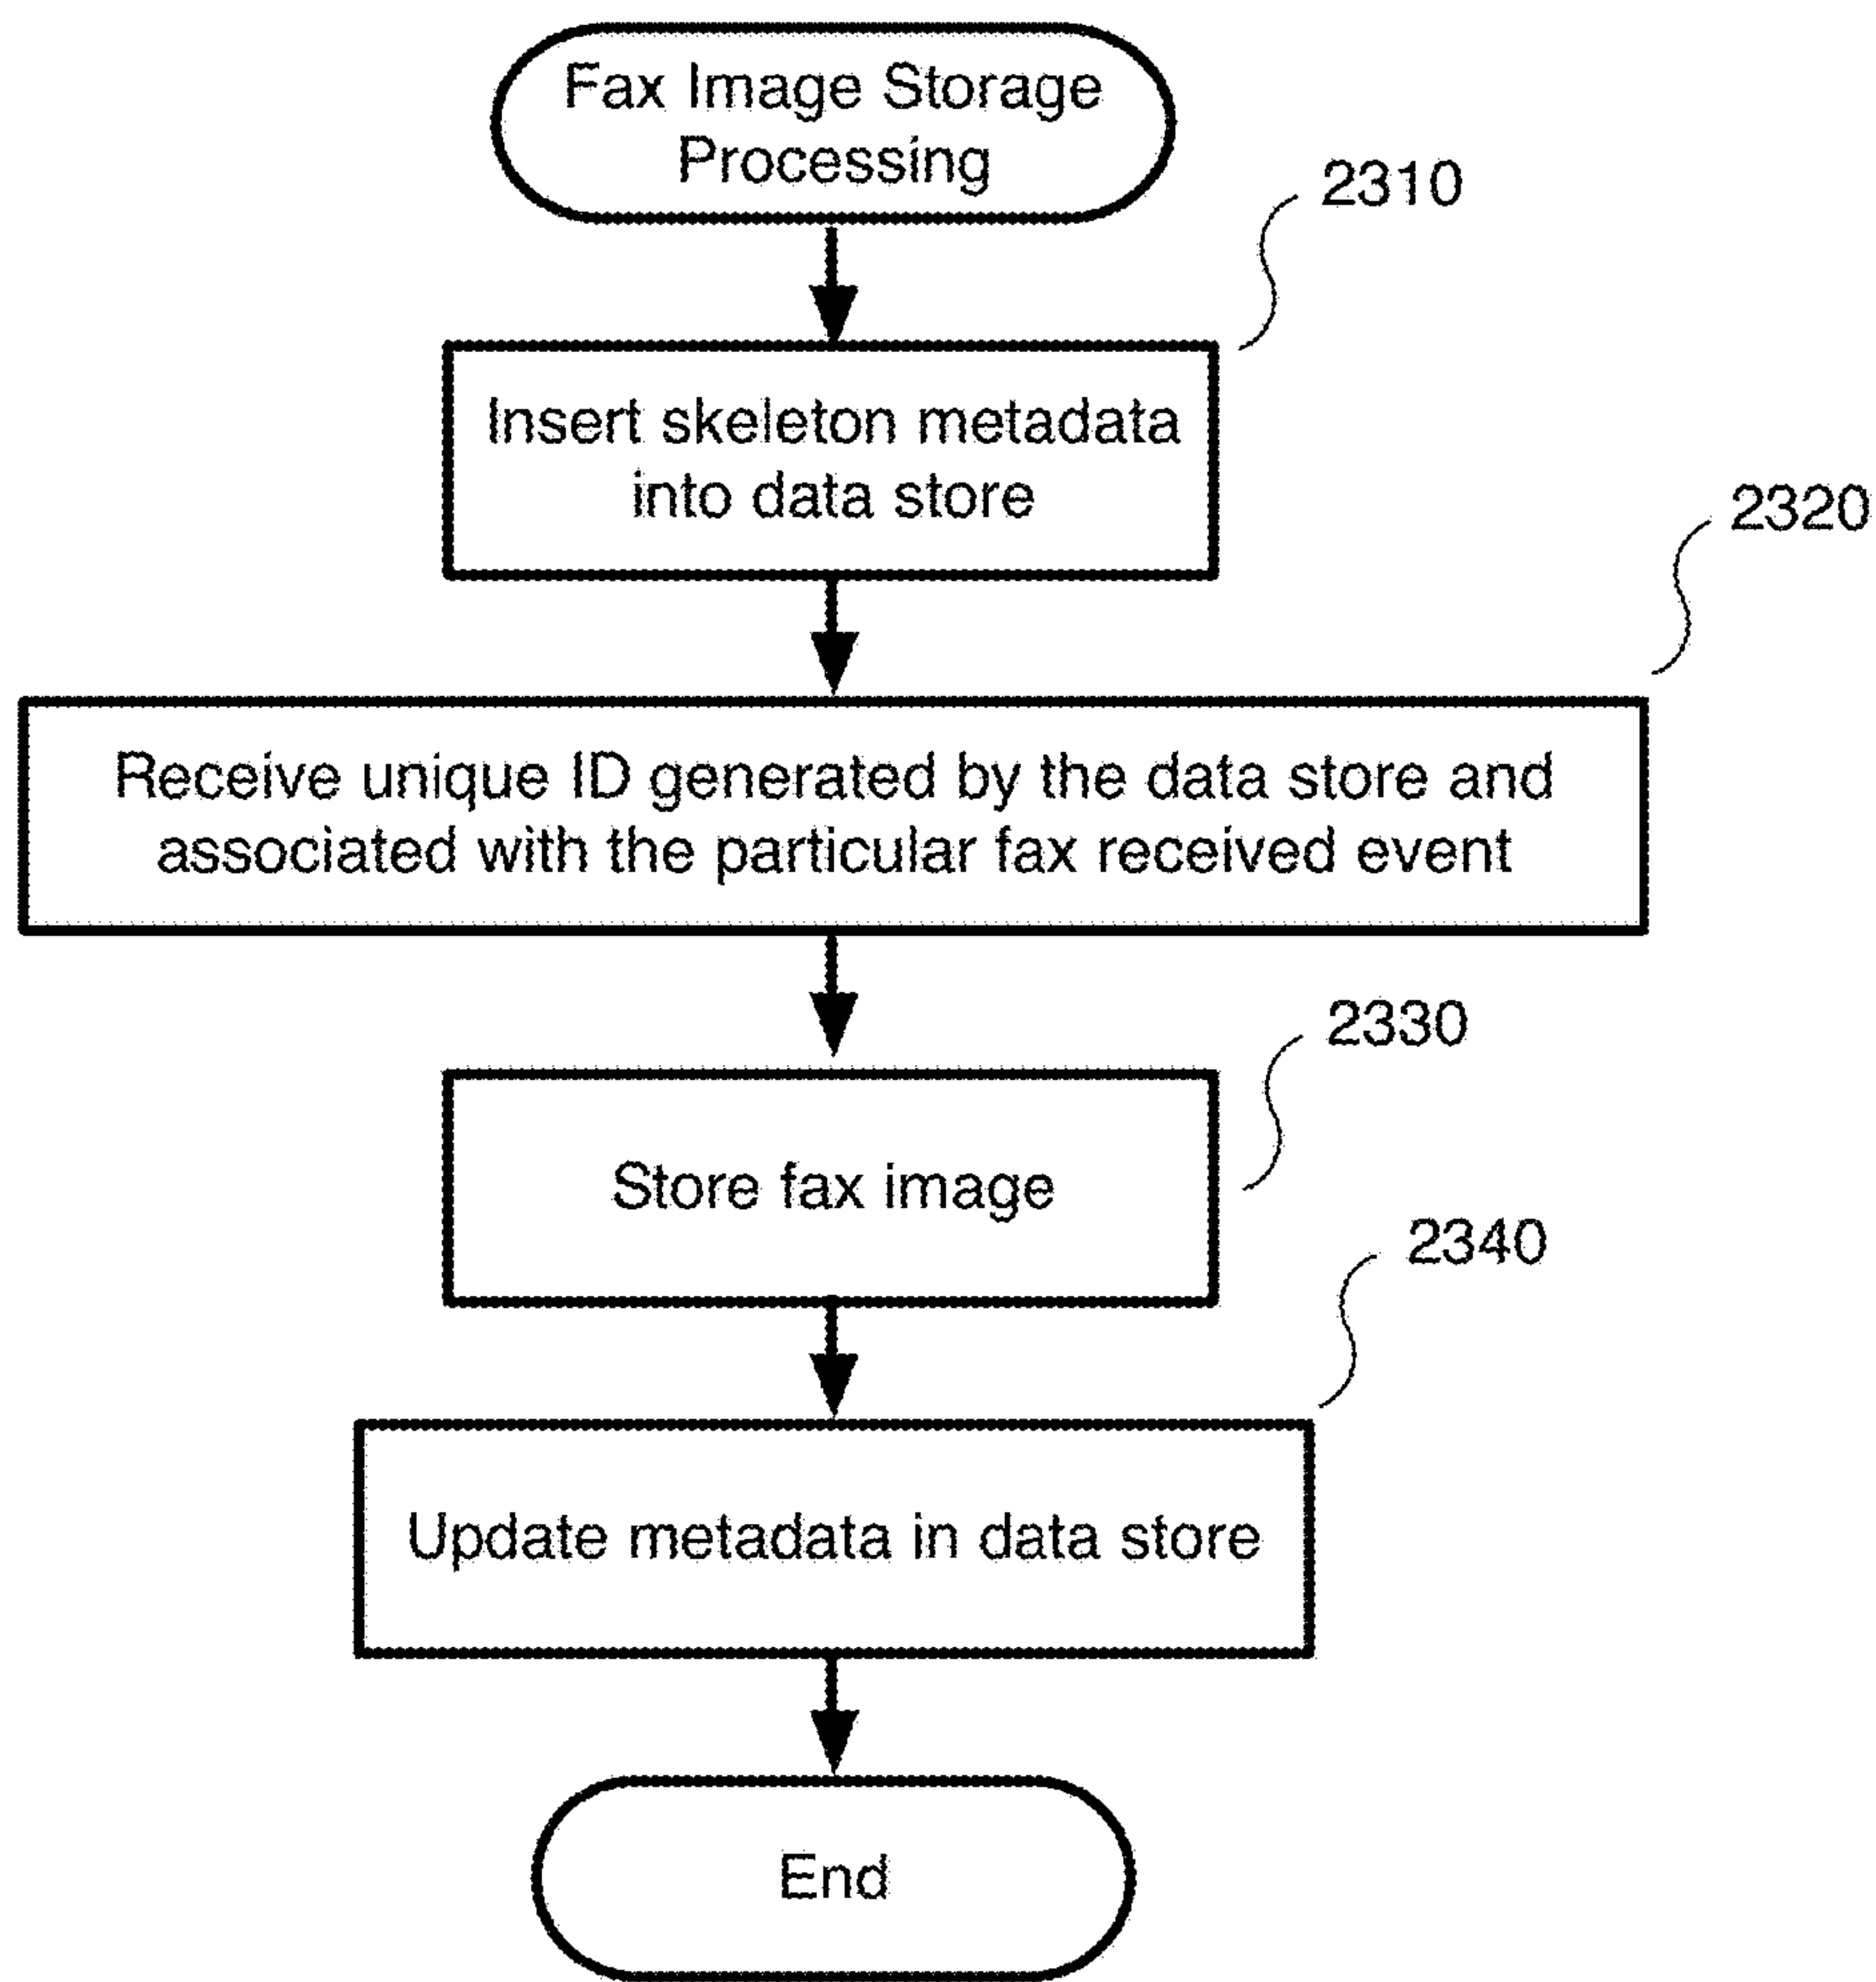 Fax Image Storage
Processing
2310
Insert skeleton metadata
into data store
2320
Receive unique ID generated by the data store and
associated with the particular fax received event
2330
Store fax image
2340
Update metadata in data store
End